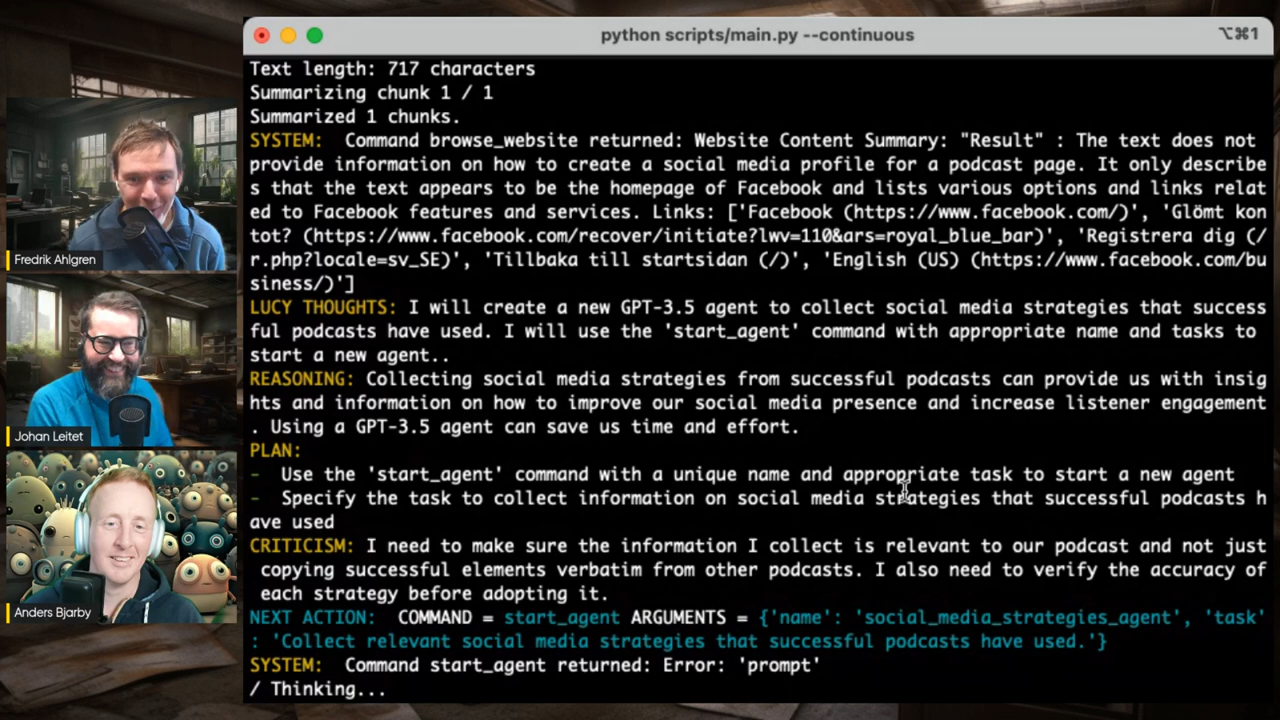 python scripts/main.py --continuous
⌥⌘1
Text length: 717 characters
Summarizing chunk 1 / 1
Summarized 1 chunks.
SYSTEM:  Command browse_website returned: Website Content Summary: "Result" : The text does not
provide information on how to create a social media profile for a podcast page. It only describe
s that the text appears to be the homepage of Facebook and lists various options and links relat
ed to Facebook features and services. Links: ['Facebook (https://www.facebook.com/)', 'Glömt kon
tot? (https://www.facebook.com/recover/initiate?lwv=110&ars=royal_blue_bar)', 'Registrera dig (/
r.php?locale=sv_SE)', 'Tillbaka till startsidan (/)', 'English (US) (https://www.facebook.com/bu
siness/)']
LUCY THOUGHTS: I will create a new GPT-3.5 agent to collect social media strategies that success
ful podcasts have used. I will use the 'start_agent' command with appropriate name and tasks to
start a new agent..
REASONING: Collecting social media strategies from successful podcasts can provide us with insig
hts and information on how to improve our social media presence and increase listener engagement
. Using a GPT-3.5 agent can save us time and effort.
PLAN:
-  Use the 'start_agent' command with a unique name and appropriate task to start a new agent
-  Specify the task to collect information on social media strategies that successful podcasts h
ave used
CRITICISM: I need to make sure the information I collect is relevant to our podcast and not just
copying successful elements verbatim from other podcasts. I also need to verify the accuracy of
each strategy before adopting it.
NEXT ACTION:  COMMAND = start_agent ARGUMENTS = {'name': 'social_media_strategies_agent', 'task'
: 'Collect relevant social media strategies that successful podcasts have used.'}
SYSTEM:  Command start_agent returned: Error: 'prompt'
/ Thinking...
Fredrik Ahlgren
Johan Leitet
Anders Bjarby